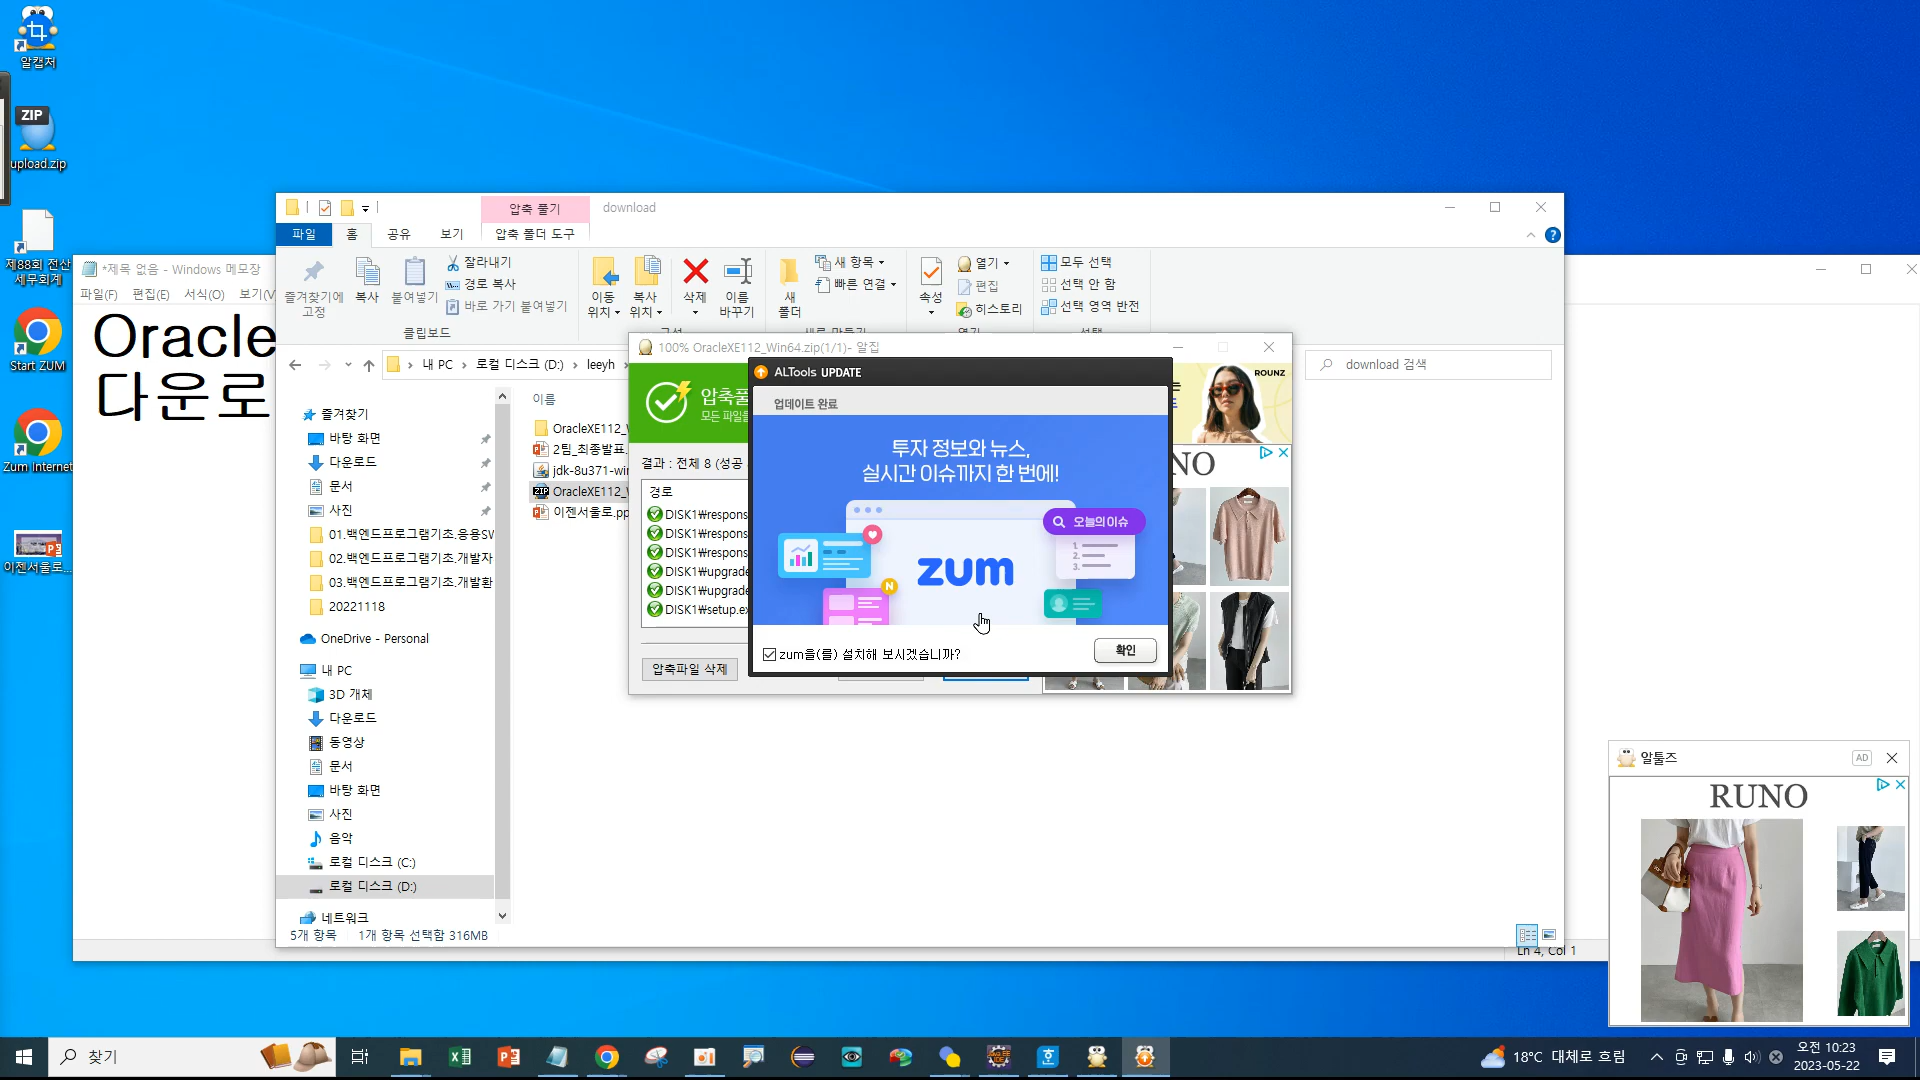 알캡처
ZIP
upload.zip
제88회 전산
세무회계
Start ZUM
Zum Internet
이젠서울로...
*제목 없음 - Windows 메모장
파일(F) 편집(E) 서식(O) 보기(V
Oracle
다운로
압축 풀기 download
파일 홈 공유 보기 압축 폴더 도구
즐겨찾기에
고정
복사
붙여넣기
잘라내기
경로 복사
바로 가기 붙여넣기
클립보드
이동
위치
복사
위치
삭제
이름
바꾸기
새
폴더
새 항목
빠른 연결
속성
열기
편집
히스토리
모두 선택
선택 안 함
선택 영역 반전
내 PC > 로컬 디스크 (D:) > leeyh >
download 검색
즐겨찾기
바탕 화면
다운로드
문서
사진
01.백엔드프로그램기초.응용SW
02.백엔드프로그램기초.개발자
03.백엔드프로그램기초.개발환
20221118
OneDrive - Personal
내 PC
3D 개체
다운로드
동영상
문서
바탕 화면
사진
음악
로컬 디스크 (C:)
로컬 디스크 (D:)
네트워크
5개 항목 1개 항목 선택함 316MB
이름
OracleXE112_W
2팀_최종발표.
jdk-8u371-win
OracleXE112_W
이젠서울로.pp
100% OracleXE112_Win64.zip(1/1)- 알집
압축풀
모든 파일을
결과 : 전체 8 (성공
경로
DISK1₩respons
DISK1₩respons
DISK1₩respons
DISK1₩upgrade
DISK1₩upgrade
DISK1₩setup.ex
압축파일 삭제
ROUNZ
NO
ALTools UPDATE
업데이트 완료
투자 정보와 뉴스,
실시간 이슈까지 한 번에!
오늘의이슈
1.
2.
3.
N
zum
zum을(를) 설치해 보시겠습니까?
확인
Ln 4, Col 1
알툴즈 AD
RUNO
찾기
18°C 대체로 흐림
오전 10:23
2023-05-22